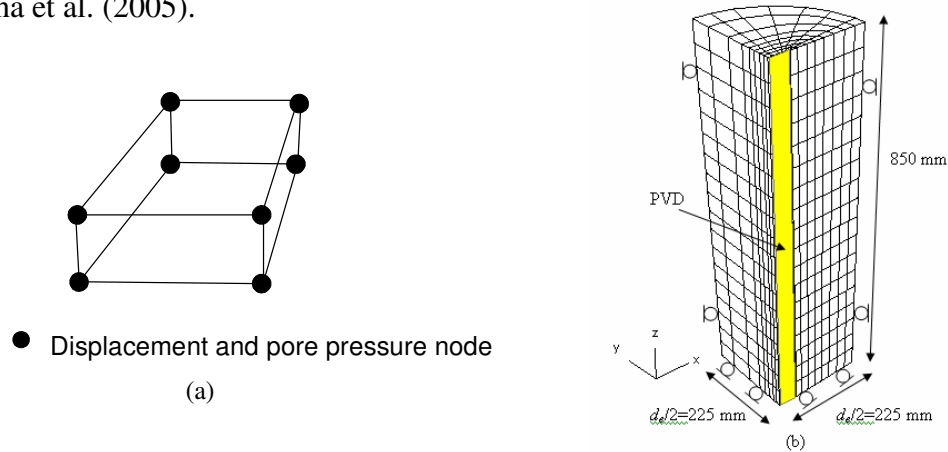 na et al. (2005).
850 mm
PVD
Displacement and pore pressure node
z
y
x
(a)
dₑ/2=225 mm
dₑ/2=225 mm
(b)